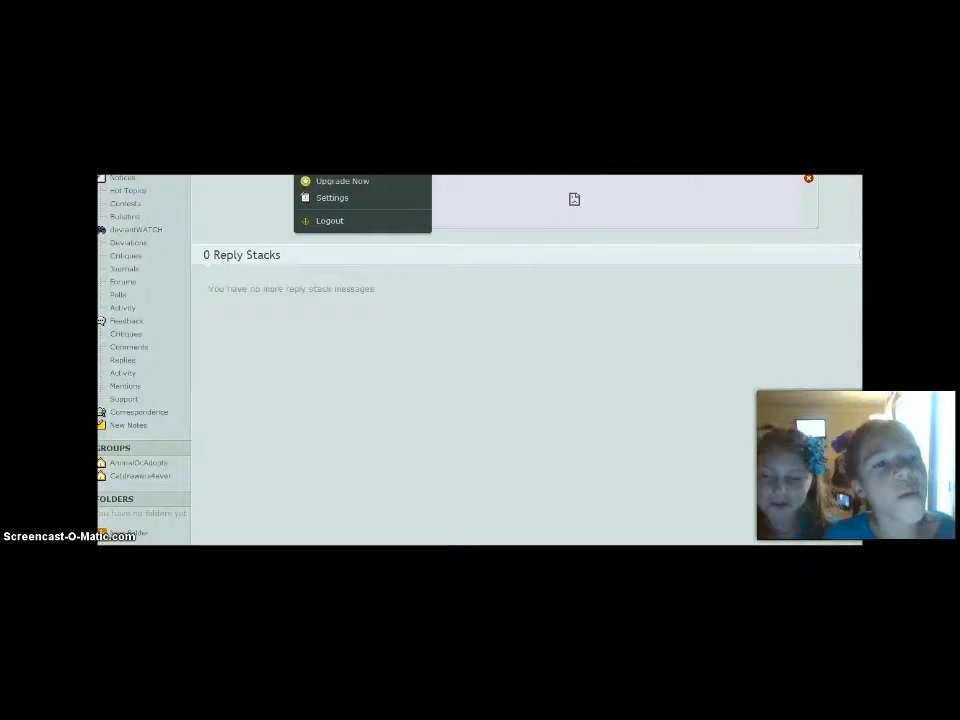 Notices
Hot Topics
Contests
Bulletins
deviantWATCH
Deviations
Critiques
Journals
Forums
Polls
Activity
Feedback
Critiques
Comments
Replies
Activity
Mentions
Support
Correspondence
New Notes
GROUPS
AnimalOcAdopts
Catdrawers4ever
FOLDERS
You have no folders yet
New Folder
Upgrade Now
Settings
Logout
0 Reply Stacks
You have no more reply stack messages
Screencast-O-Matic.com